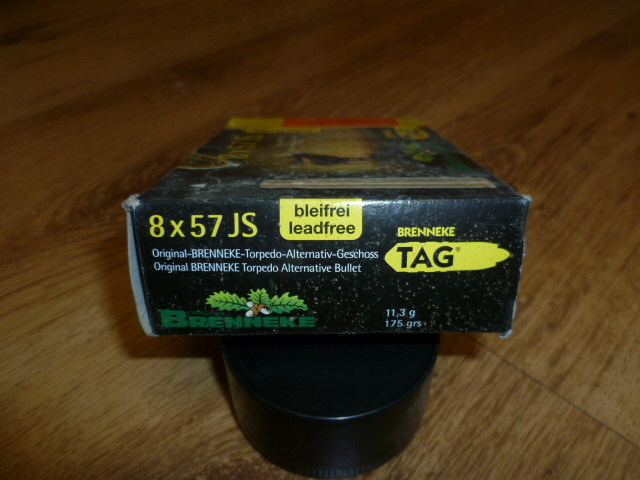 8 x 57 JS
bleifrei
leadfree
Original-BRENNEKE-Torpedo-Alternativ-Geschoss
Original BRENNEKE Torpedo Alternative Bullet
BRENNEKE
TAG®
BRENNEKE
11,3 g
175 grs